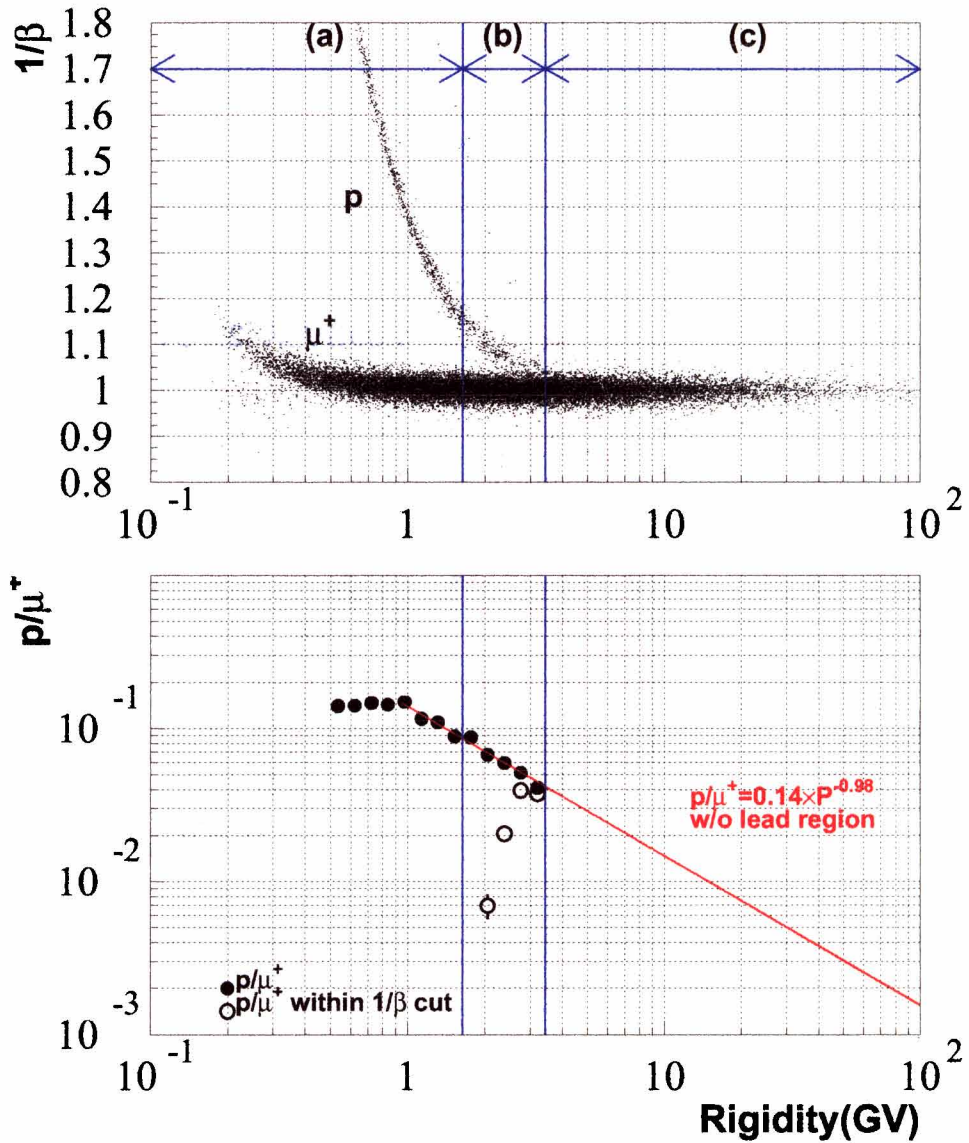 1/β
(a) (b) (c)
1.8
1.7
1.6
1.5
1.4
1.3
1.2
1.1
1
0.9
0.8
p
μ+
10-1 1 10 102
p/μ+
10-1
10-2
10-3
p/μ+=0.14×P-0.98
w/o lead region
p/μ+
p/μ+ within 1/β cut
10-1 1 10 102
Rigidity(GV)